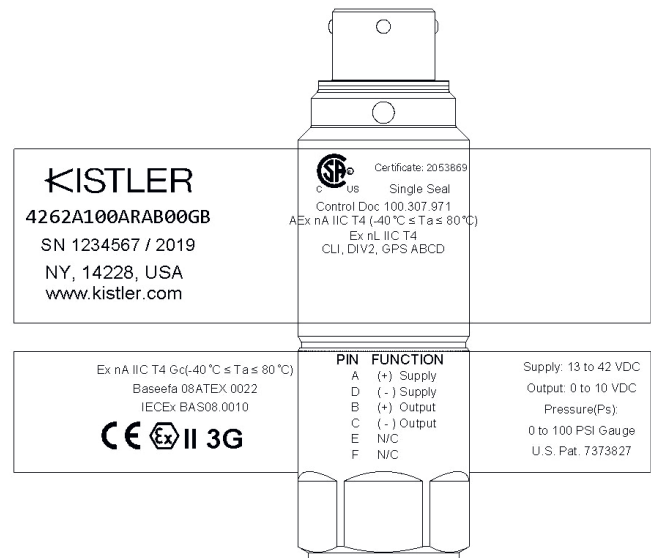 KISTLER
4262A100ARAB00GB
SN 1234567 / 2019
NY, 14228, USA
www.kistler.com
SA
C US
Certificate: 2053869
Single Seal
Control Doc 100.307.971
AEx nA IIC T4 (-40 °C ≤ Ta ≤ 80 °C)
Ex nL IIC T4
CLI, DIV2, GPS ABCD
Ex nA IIC T4 Gc(-40 °C ≤ Ta ≤ 80 °C)
Baseefa 08ATEX 0022
IECEx BAS08.0010
CE Ex II 3G
PIN FUNCTION
A (+) Supply
D (-) Supply
B (+) Output
C (-) Output
E N/C
F N/C
Supply: 13 to 42 VDC
Output: 0 to 10 VDC
Pressure(Ps):
0 to 100 PSI Gauge
U.S. Pat. 7373827